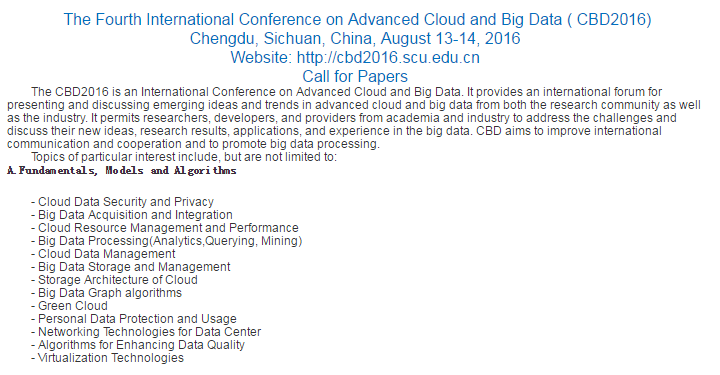 The Fourth International Conference on Advanced Cloud and Big Data ( CBD2016)
Chengdu, Sichuan, China, August 13-14, 2016
Website: http://cbd2016.scu.edu.cn
Call for Papers
The CBD2016 is an International Conference on Advanced Cloud and Big Data. It provides an international forum for
presenting and discussing emerging ideas and trends in advanced cloud and big data from both the research community as well
as the industry. It permits researchers, developers, and providers from academia and industry to address the challenges and
discuss their new ideas, research results, applications, and experience in the big data. CBD aims to improve international
communication and cooperation and to promote big data processing.
Topics of particular interest include, but are not limited to:
A.Fundamentals, Models and Algorithms
- Cloud Data Security and Privacy
- Big Data Acquisition and Integration
- Cloud Resource Management and Performance
- Big Data Processing(Analytics,Querying, Mining)
- Cloud Data Management
- Big Data Storage and Management
- Storage Architecture of Cloud
- Big Data Graph algorithms
- Green Cloud
- Personal Data Protection and Usage
- Networking Technologies for Data Center
- Algorithms for Enhancing Data Quality
- Virtualization Technologies